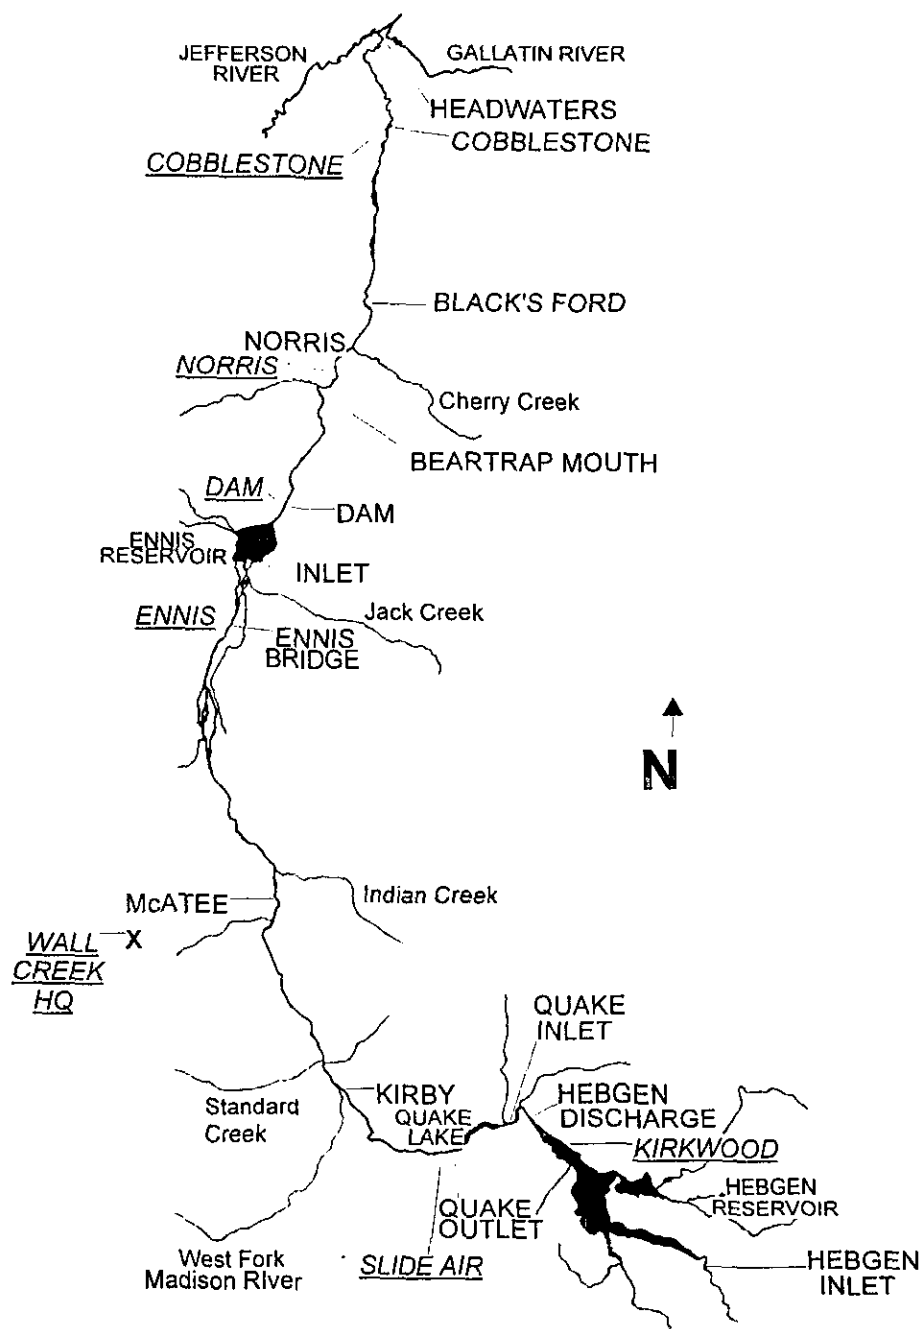 JEFFERSON
RIVER
GALLATIN RIVER
HEADWATERS
COBBLESTONE
COBBLESTONE
BLACK'S FORD
NORRIS
NORRIS
Cherry Creek
BEARTRAP MOUTH
DAM
DAM
ENNIS
RESERVOIR
INLET
ENNIS
Jack Creek
ENNIS
BRIDGE
N
Indian Creek
McATEE
X
WALL
CREEK
HQ
QUAKE
INLET
KIRBY
HEBGEN
DISCHARGE
Standard
Creek
QUAKE
LAKE
KIRKWOOD
HEBGEN
RESERVOIR
QUAKE
OUTLET
West Fork
Madison River
SLIDE AIR
HEBGEN
INLET